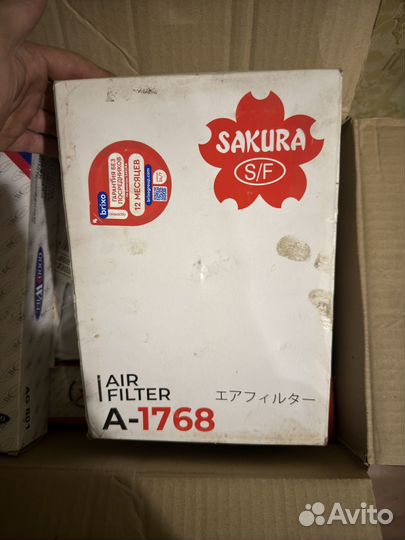 SAKURA
S/F
brixo
ГАРАНТИЯ БЕЗ
ПОСРЕДНИКОВ
12 МЕСЯЦЕВ
AIR
FILTER
A-1768
エアフィルター
Avito